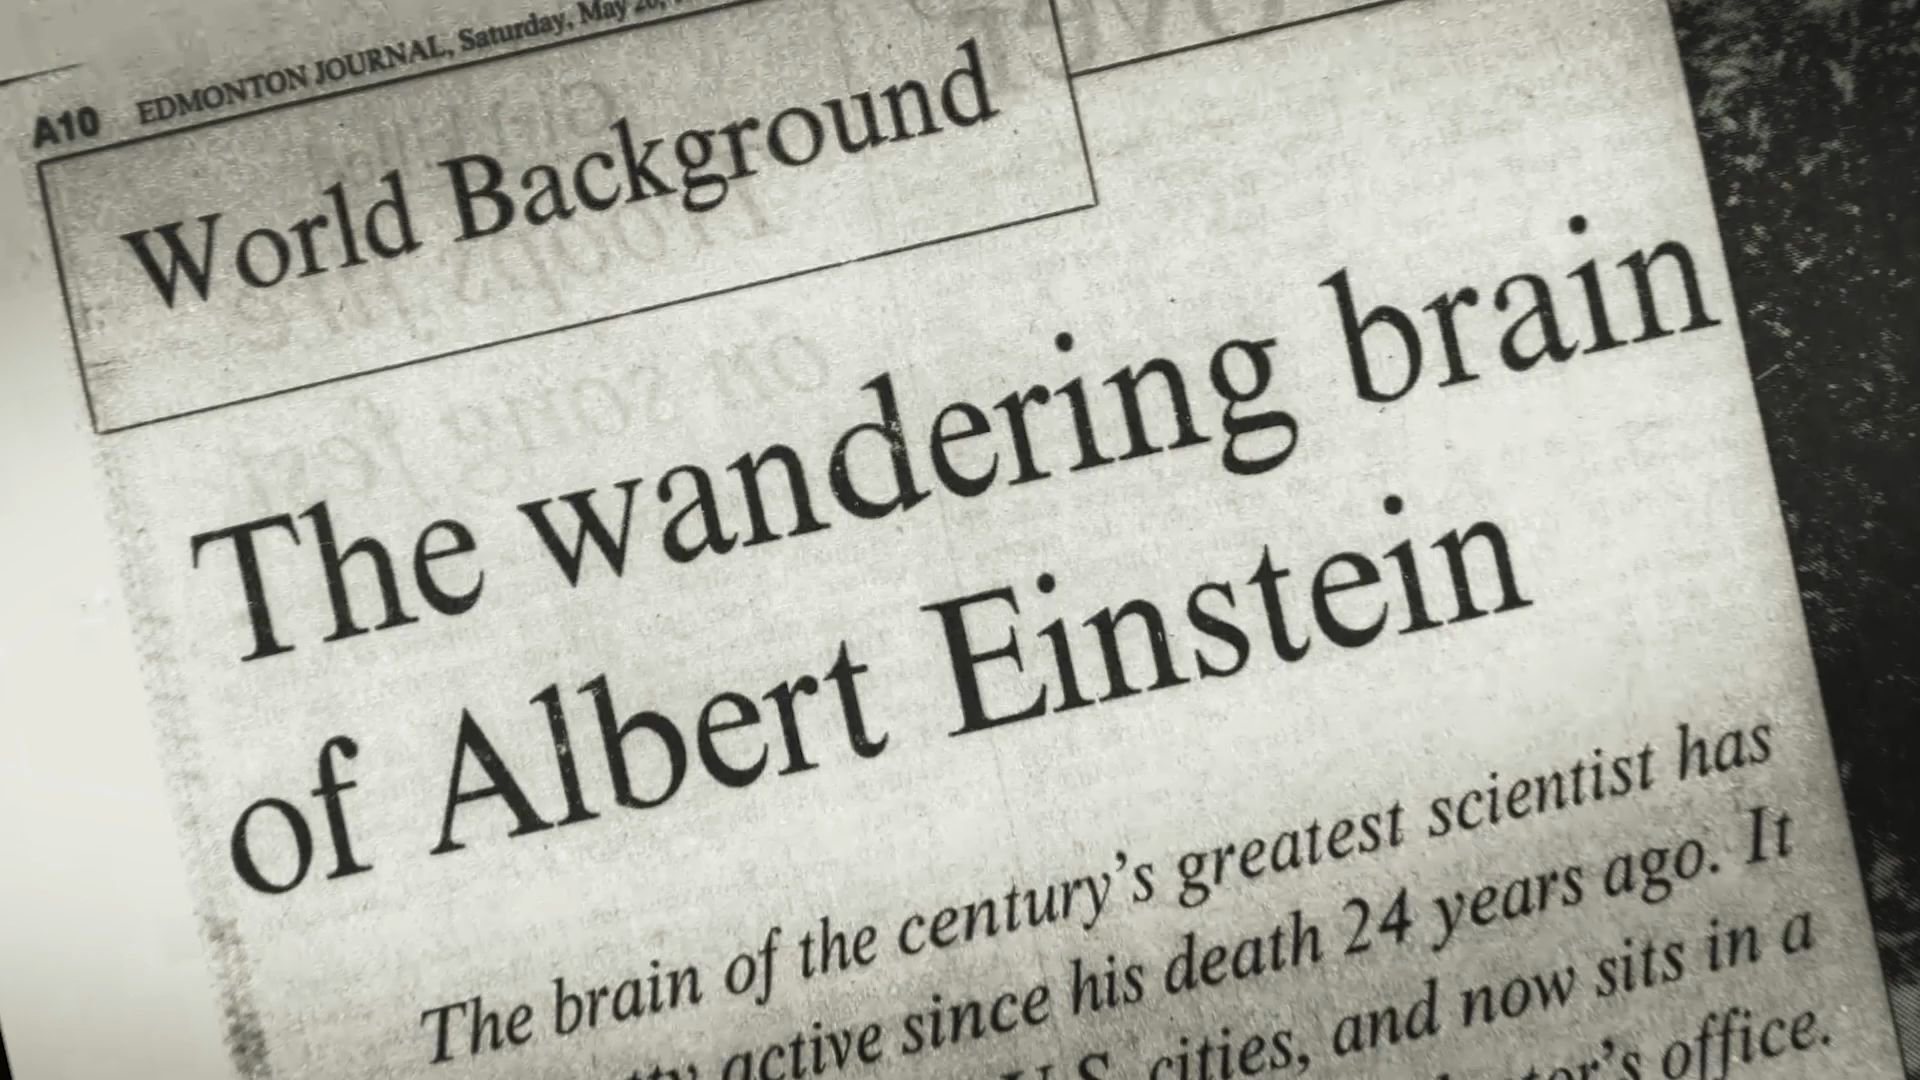 A10 EDMONTON JOURNAL, Saturday, May
World Background
The wandering brain
of Albert Einstein
The brain of the century's greatest scientist has
active since his death 24 years ago. It
U.S. cities, and now sits in a
office.